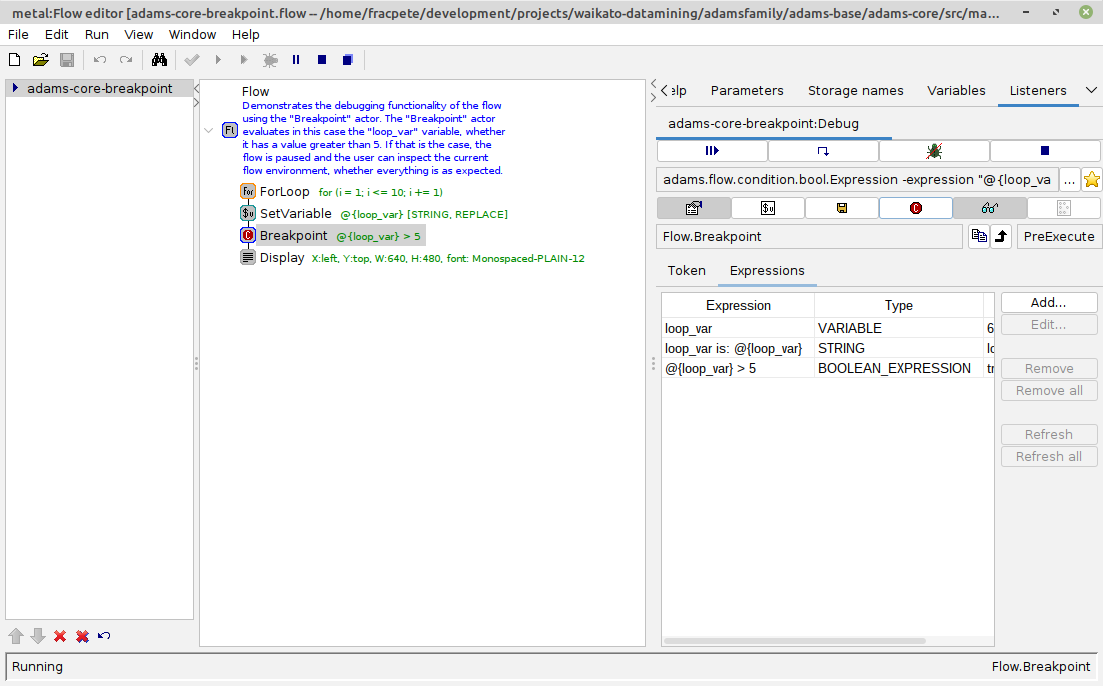 metal:Flow editor [adams-core-breakpoint.flow -- /home/fracpete/development/projects/waikato-datamining/adamsfamily/adams-base/adams-core/src/ma...
File Edit Run View Window Help
adams-core-breakpoint
Flow
Demonstrates the debugging functionality of the flow
using the "Breakpoint" actor. The "Breakpoint" actor
evaluates in this case the "loop_var" variable, whether
it has a value greater than 5. If that is the case, the
flow is paused and the user can inspect the current
flow environment, whether everything is as expected.
Fl
For ForLoop for (i = 1; i <= 10; i += 1)
$u SetVariable @{loop_var} [STRING, REPLACE]
C Breakpoint @{loop_var} > 5
Display X:left, Y:top, W:640, H:480, font: Monospaced-PLAIN-12
elp Parameters Storage names Variables Listeners
adams-core-breakpoint:Debug
adams.flow.condition.bool.Expression -expression "@{loop_va ...
$u C
Flow.Breakpoint PreExecute
Token Expressions
Expression Type
loop_var VARIABLE 6
loop_var is: @{loop_var} STRING lo
@{loop_var} > 5 BOOLEAN_EXPRESSION tr
Add...
Edit...
Remove
Remove all
Refresh
Refresh all
Running Flow.Breakpoint